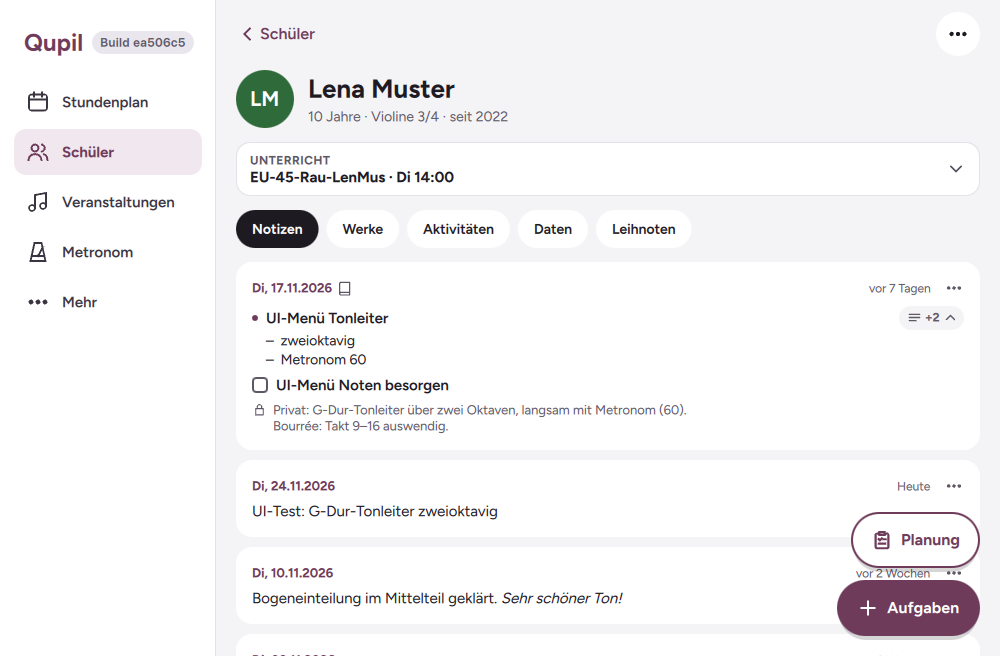 Qupil
Build ea506c5
Stundenplan
Schüler
Veranstaltungen
Metronom
Mehr
Schüler
LM
Lena Muster
10 Jahre · Violine 3/4 · seit 2022
UNTERRICHT
EU-45-Rau-LenMus · Di 14:00
Notizen
Werke
Aktivitäten
Daten
Leihnoten
Di, 17.11.2026
vor 7 Tagen
• UI-Menü Tonleiter
+2
– zweioktavig
– Metronom 60
UI-Menü Noten besorgen
Privat: G-Dur-Tonleiter über zwei Oktaven, langsam mit Metronom (60).
Bourrée: Takt 9–16 auswendig.
Di, 24.11.2026
Heute
UI-Test: G-Dur-Tonleiter zweioktavig
Planung
Di, 10.11.2026
vor 2 Wochen
Bogeneinteilung im Mittelteil geklärt. Sehr schöner Ton!
Aufgaben